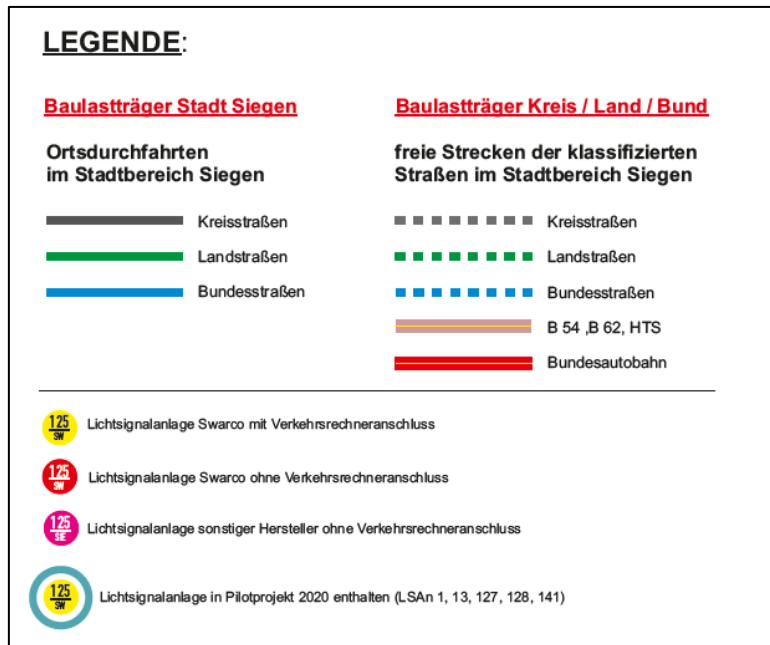 LEGENDE:
Baulastträger Stadt Siegen
Ortsdurchfahrten
im Stadtbereich Siegen
Kreisstraßen
Landstraßen
Bundesstraßen
Baulastträger Kreis / Land / Bund
freie Strecken der klassifizierten
Straßen im Stadtbereich Siegen
Kreisstraßen
Landstraßen
Bundesstraßen
B 54 ,B 62, HTS
Bundesautobahn
125
SW
Lichtsignalanlage Swarco mit Verkehrsrechneranschluss
125
SW
Lichtsignalanlage Swarco ohne Verkehrsrechneranschluss
125
SE
Lichtsignalanlage sonstiger Hersteller ohne Verkehrsrechneranschluss
125
SW
Lichtsignalanlage in Pilotprojekt 2020 enthalten (LSAn 1, 13, 127, 128, 141)